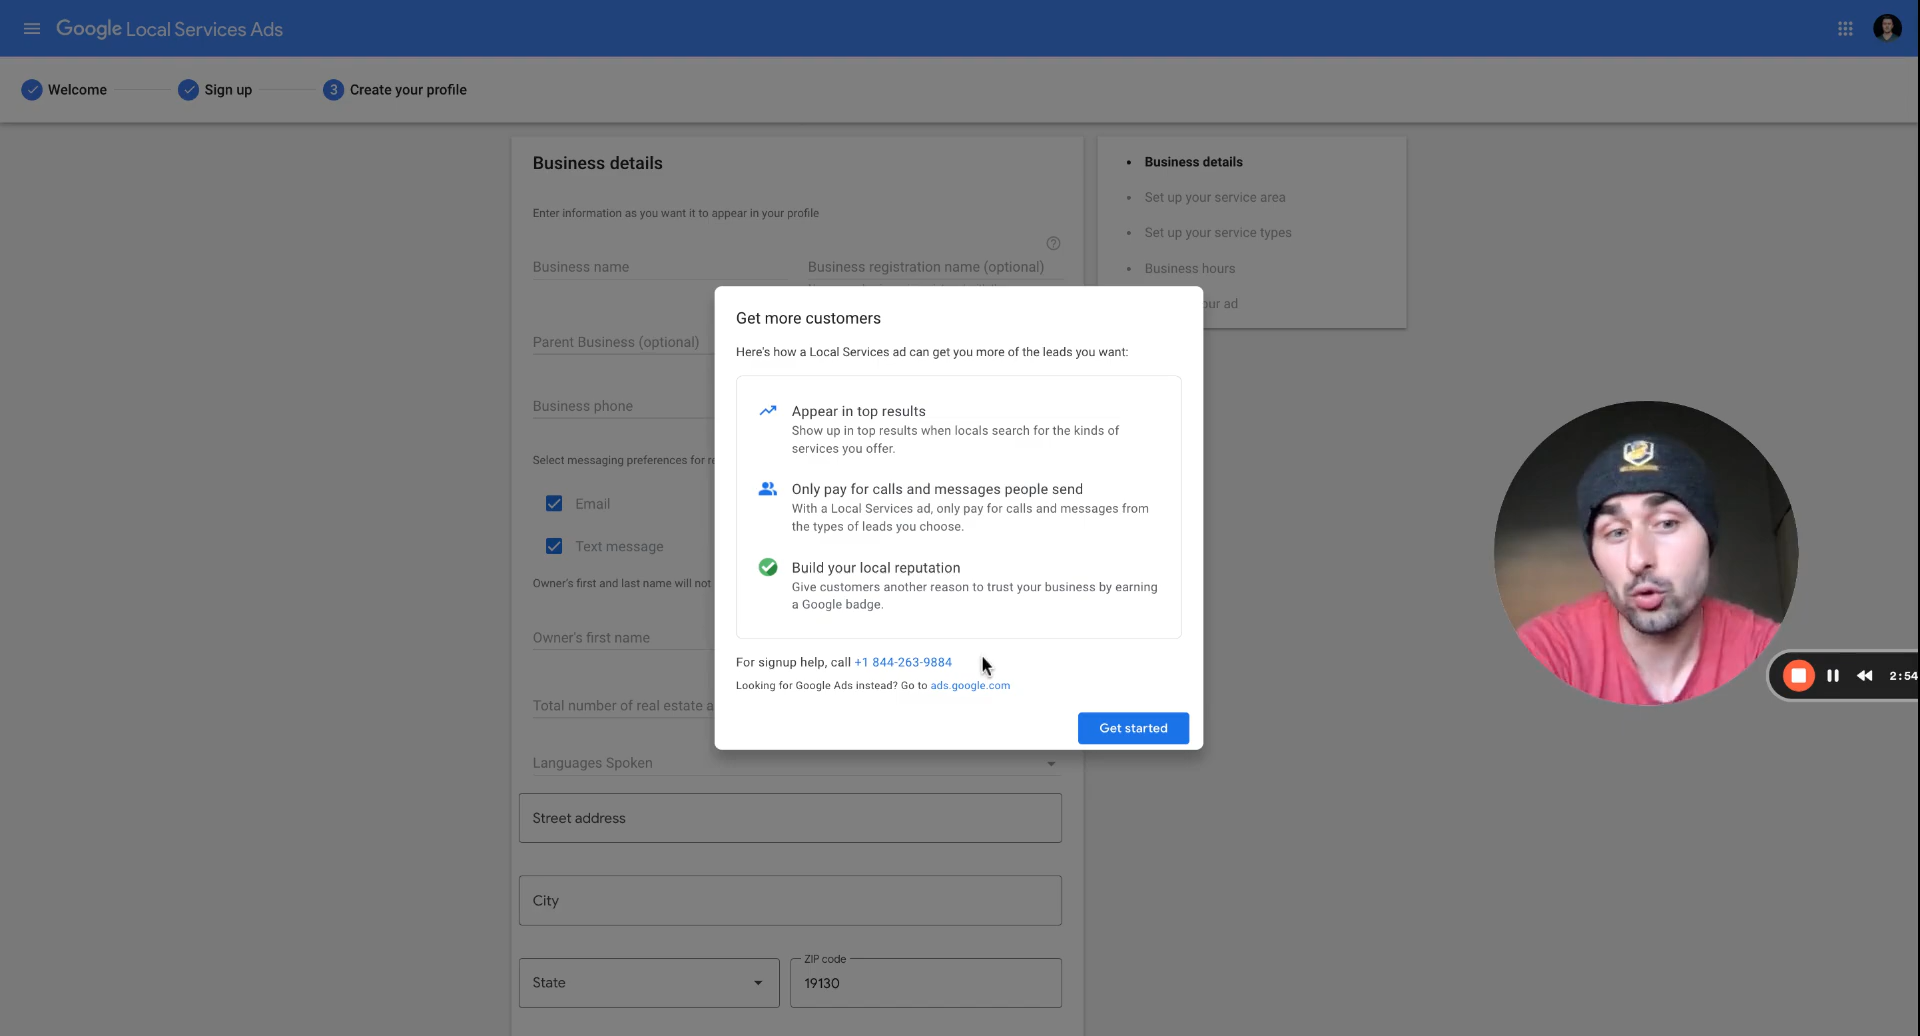 Google Local Services Ads
Welcome
Sign up
3 Create your profile
Business details
Enter information as you want it to appear in your profile
Business name
Business registration name (optional)
Parent Business (optional)
Business phone
Select messaging preferences for
Email
Text message
Owner's first and last name will not
Owner's first name
Total number of real estate a
Languages Spoken
Street address
City
State
ZIP code
19130
• Business details
• Set up your service area
• Set up your service types
• Business hours
our ad
Get more customers
Here's how a Local Services ad can get you more of the leads you want:
Appear in top results
Show up in top results when locals search for the kinds of
services you offer.
Only pay for calls and messages people send
With a Local Services ad, only pay for calls and messages from
the types of leads you choose.
Build your local reputation
Give customers another reason to trust your business by earning
a Google badge.
For signup help, call +1 844-263-9884
Looking for Google Ads instead? Go to ads.google.com
Get started
2:54